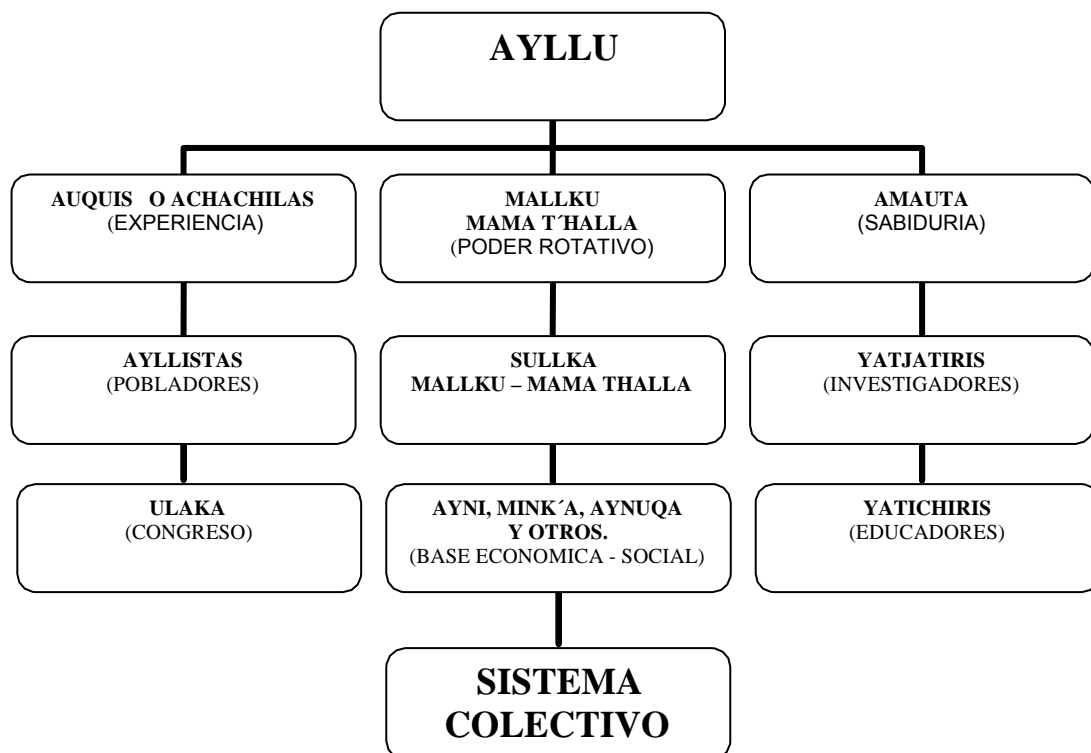 AYLLU
AUQUIS O ACHACHILAS
(EXPERIENCIA)
MALLKU
MAMA T´HALLA
(PODER ROTATIVO)
AMAUTA
(SABIDURIA)
AYLLISTAS
(POBLADORES)
SULLKA
MALLKU – MAMA THALLA
YATJATIRIS
(INVESTIGADORES)
ULAKA
(CONGRESO)
AYNI, MINK´A, AYNUQA
Y OTROS.
(BASE ECONOMICA - SOCIAL)
YATICHIRIS
(EDUCADORES)
SISTEMA
COLECTIVO